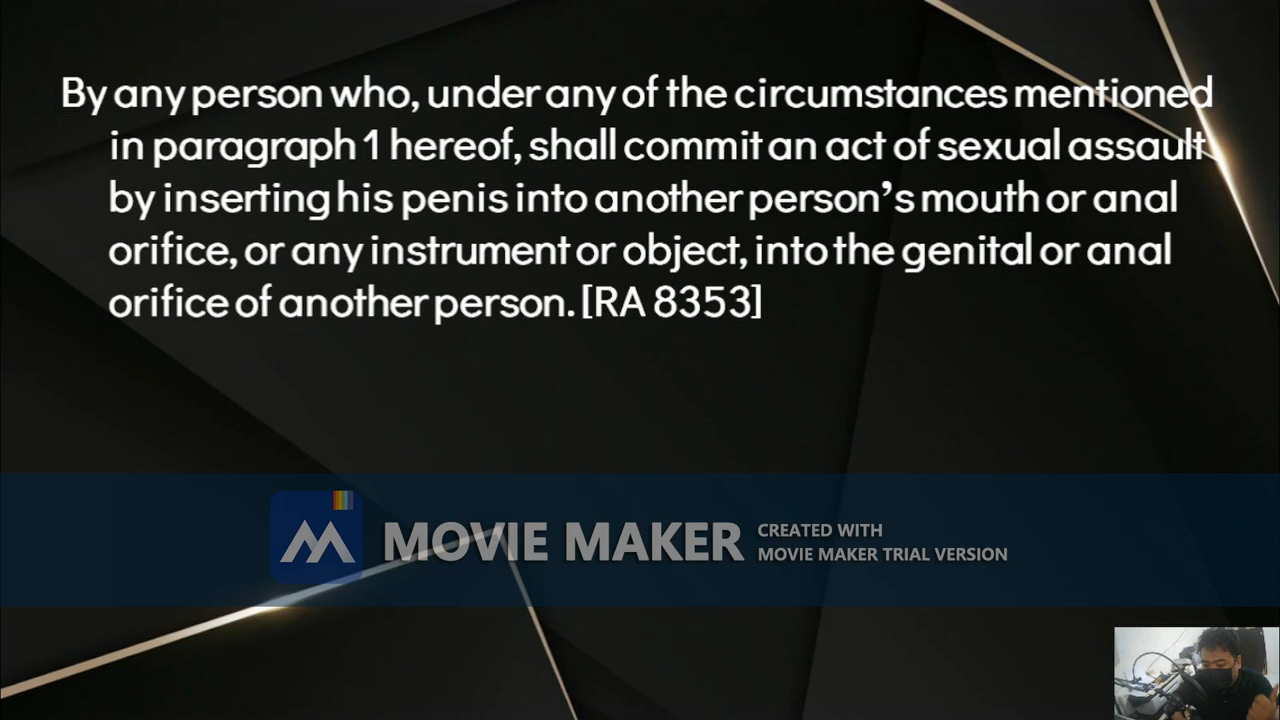 By any person who, under any of the circumstances mentioned
in paragraph 1 hereof, shall commit an act of sexual assault
by inserting his penis into another person’s mouth or anal
orifice, or any instrument or object, into the genital or anal
orifice of another person. [RA 8353]
MOVIE MAKER
CREATED WITH
MOVIE MAKER TRIAL VERSION